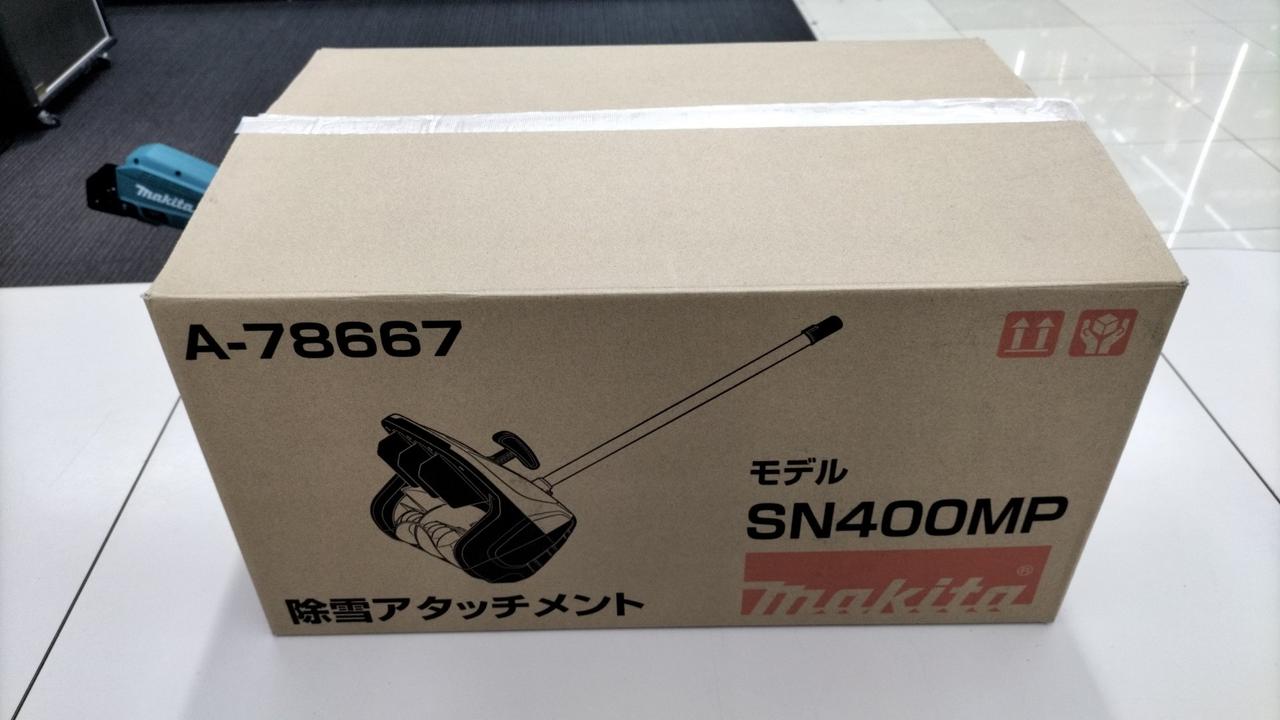 makita
A-78667
モデル
SN400MP
makita®
除雪アタッチメント